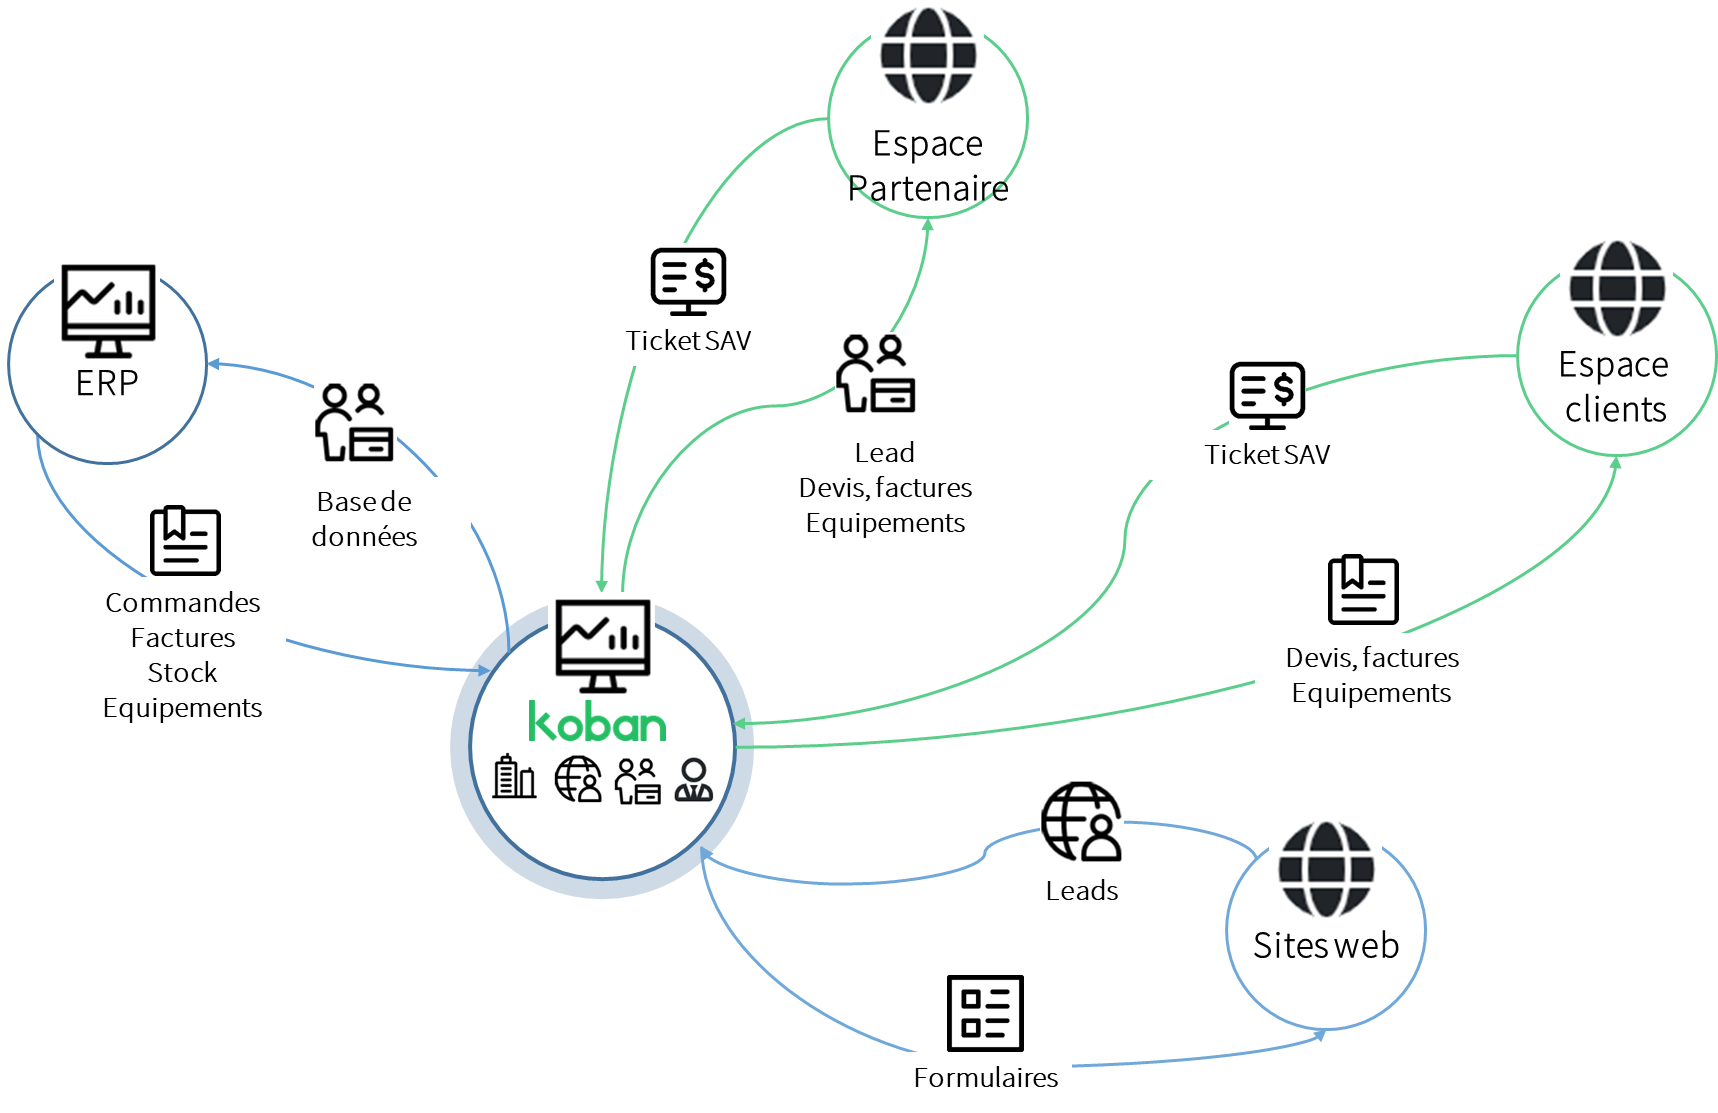 Espace
Partenaire
Ticket SAV
Espace
clients
ERP
Lead
Devis, factures
Equipements
Ticket SAV
Base de
données
Commandes
Factures
Stock
Equipements
Devis, factures
Equipements
koban
Leads
Sites web
Formulaires